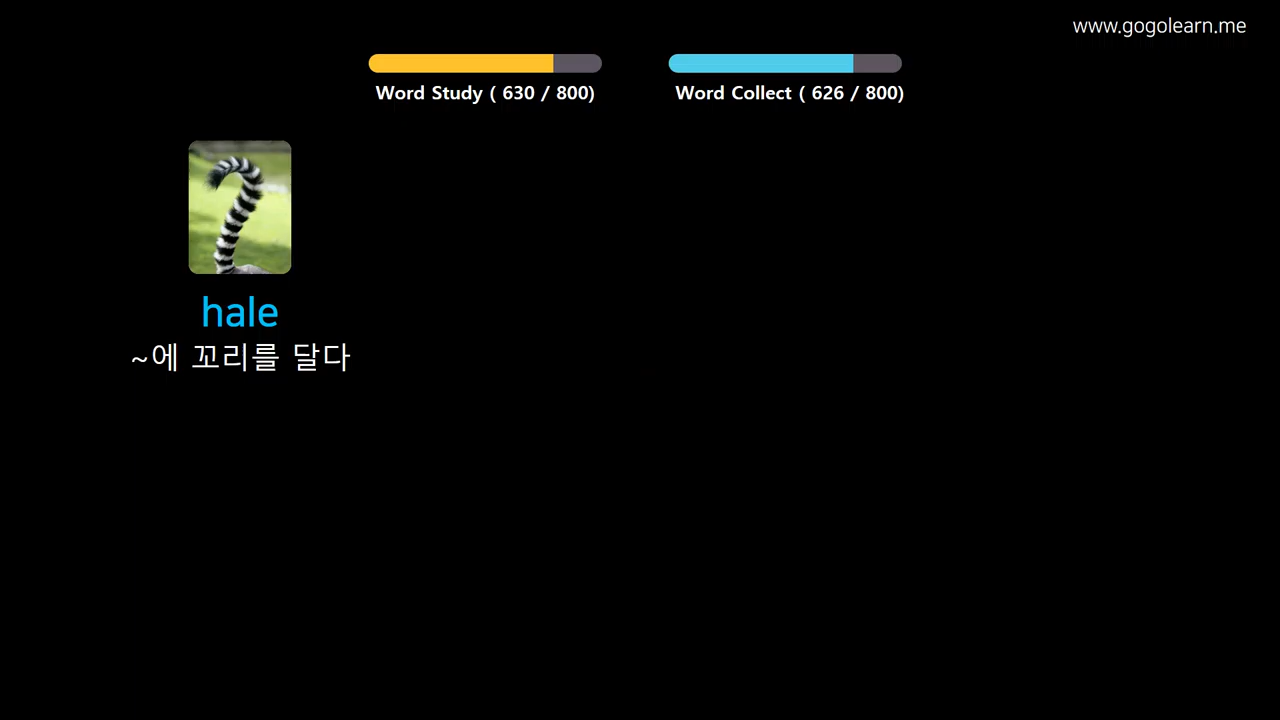 www.gogolearn.me
Word Study ( 630 / 800)
Word Collect ( 626 / 800)
hale
~에 꼬리를 달다